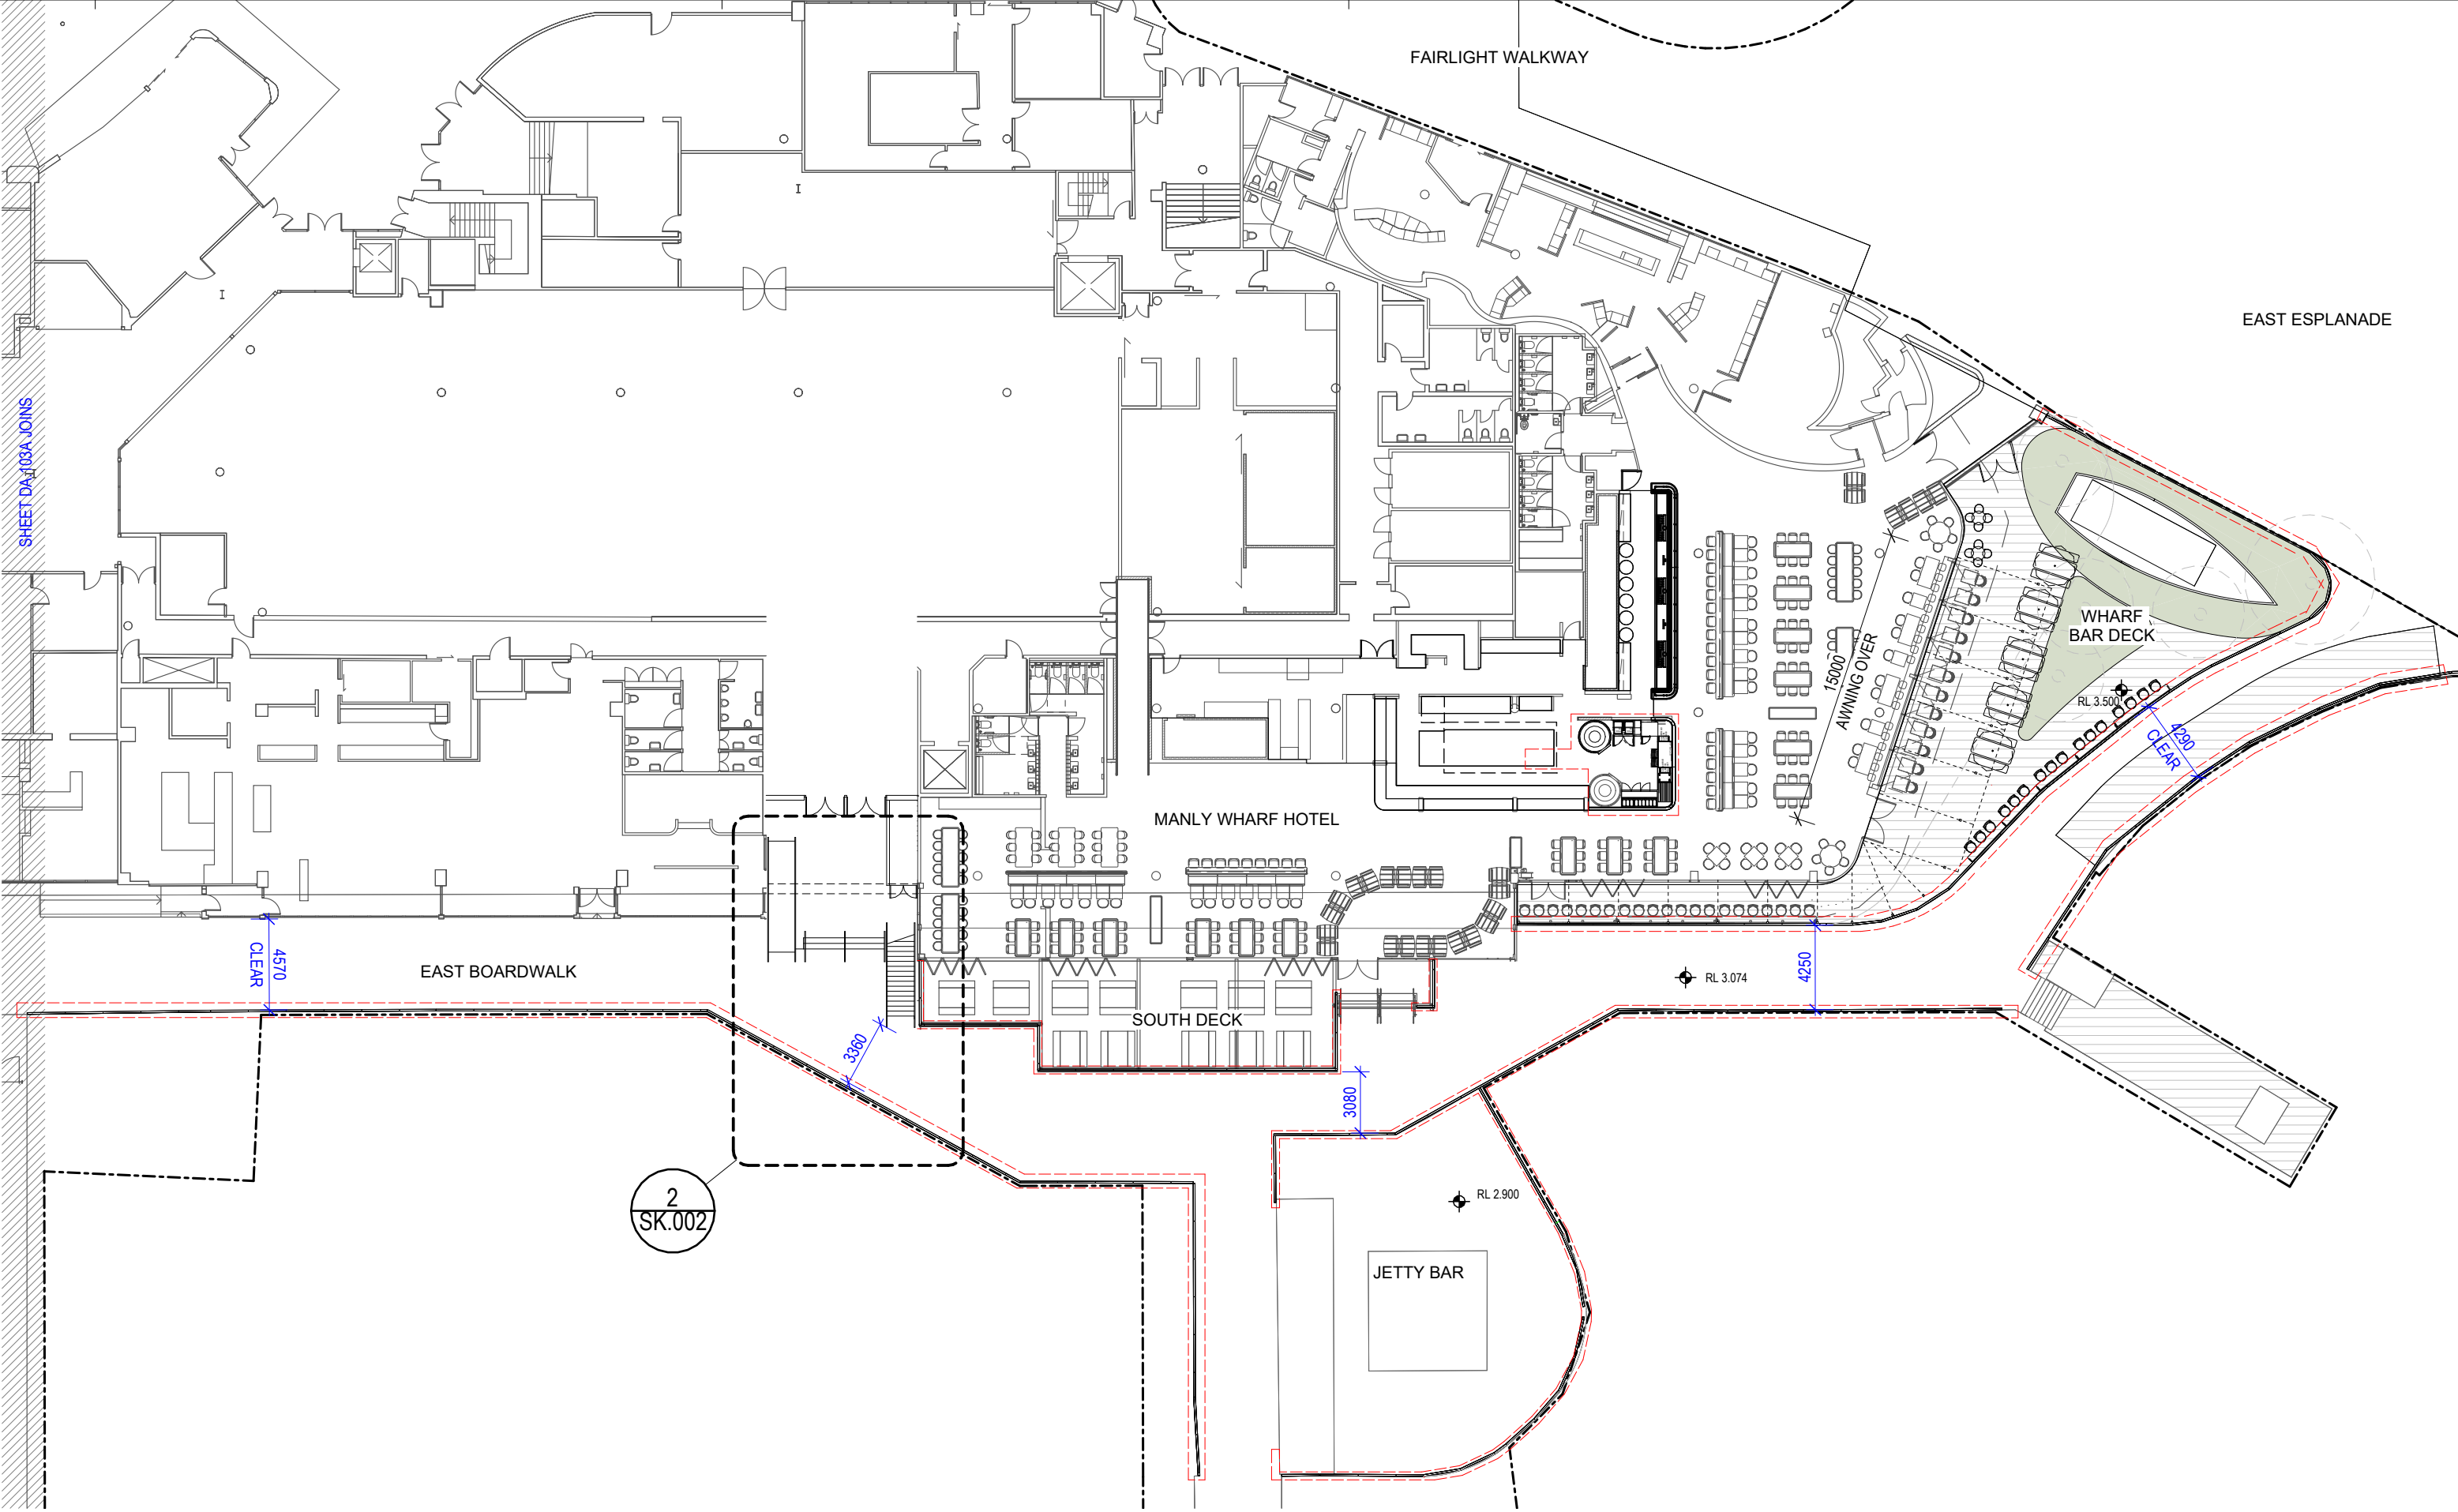 FAIRLIGHT WALKWAY
EAST ESPLANADE
SHEET DA 103A JOINS
WHARF
BAR DECK
15000
AWNING OVER
RL 3.500
4290
CLEAR
MANLY WHARF HOTEL
4570
CLEAR
EAST BOARDWALK
4250
RL 3.074
SOUTH DECK
3360
3080
2
SK.002
RL 2.900
JETTY BAR